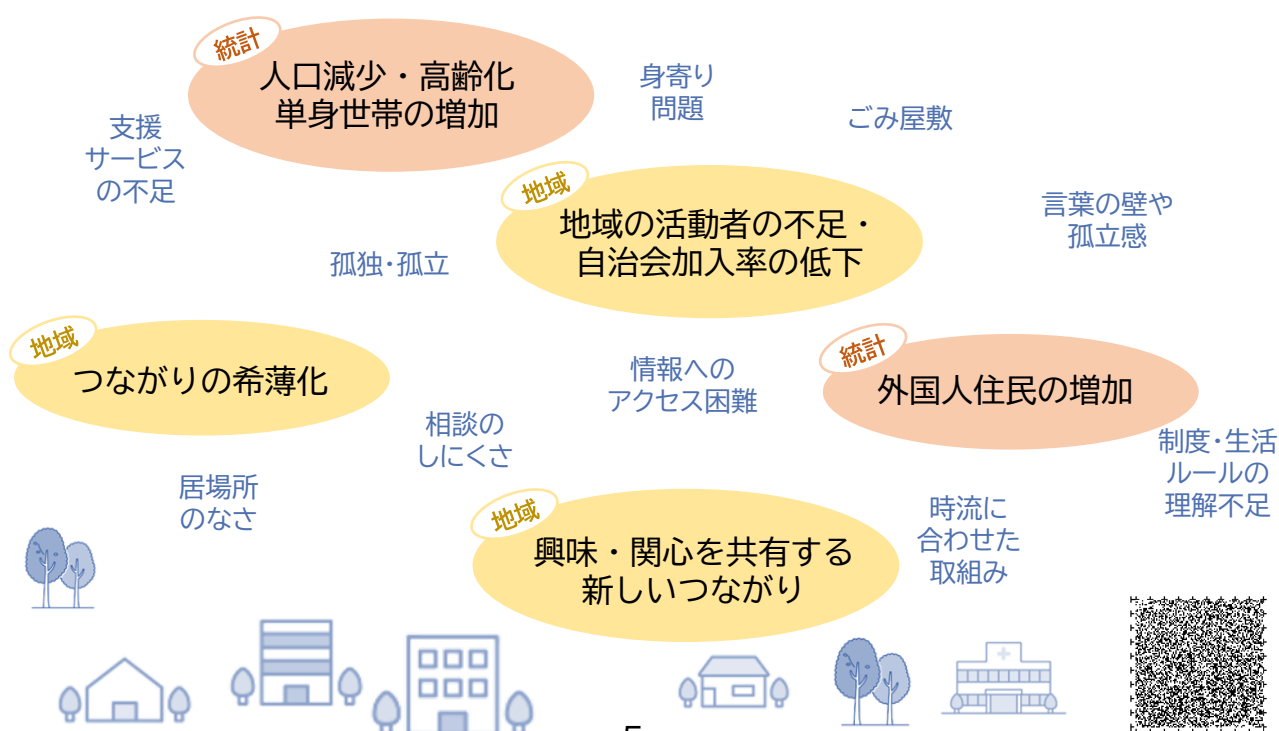 統計
人口減少・高齢化
単身世帯の増加
身寄り
問題
ごみ屋敷
支援
サービス
の不足
地域
地域の活動者の不足・
自治会加入率の低下
言葉の壁や
孤立感
孤独・孤立
地域
つながりの希薄化
情報への
アクセス困難
統計
外国人住民の増加
相談の
しにくさ
制度・生活
ルールの
理解不足
居場所
のなさ
地域
興味・関心を共有する
新しいつながり
時流に
合わせた
取組み